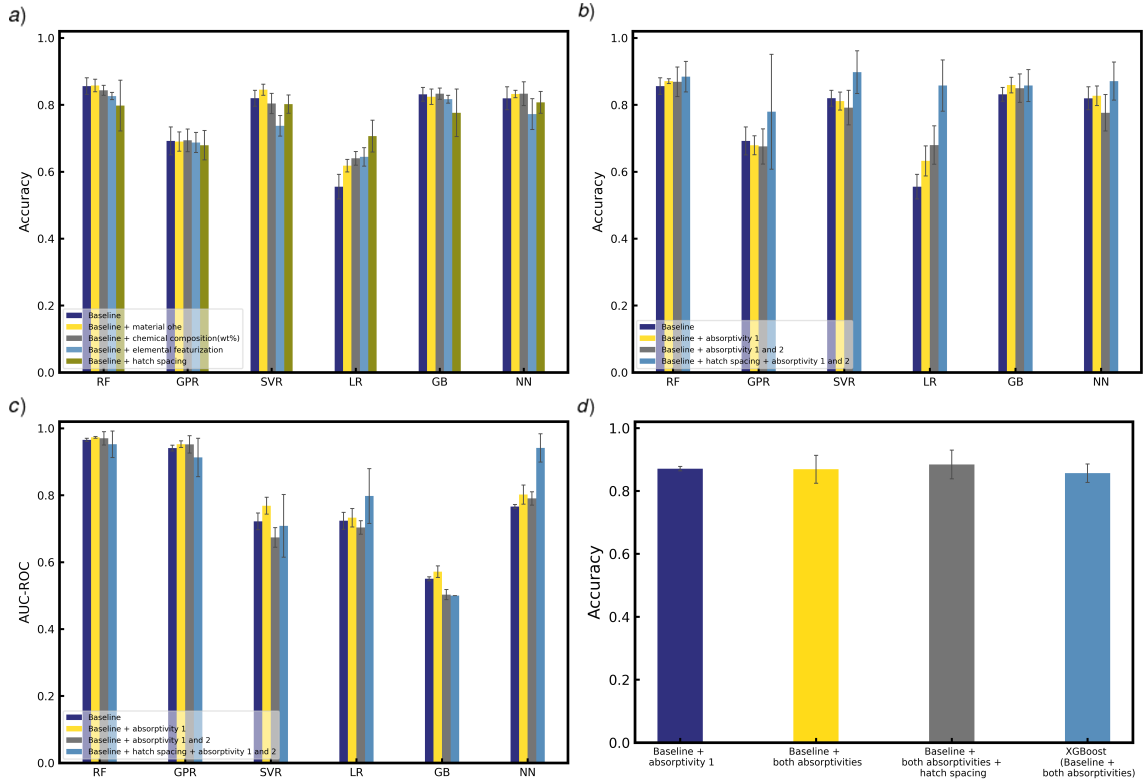 a)
1.0
0.8
0.6
0.4
0.2
0.0
Accuracy
Baseline
Baseline + material ohe
Baseline + chemical composition(wt%)
Baseline + elemental featurization
Baseline + hatch spacing
RF GPR SVR LR GB NN
b)
1.0
0.8
0.6
0.4
0.2
0.0
Accuracy
Baseline
Baseline + absorptivity 1
Baseline + absorptivity 1 and 2
Baseline + hatch spacing + absorptivity 1 and 2
RF GPR SVR LR GB NN
c)
1.0
0.8
0.6
0.4
0.2
0.0
AUC-ROC
Baseline
Baseline + absorptivity 1
Baseline + absorptivity 1 and 2
Baseline + hatch spacing + absorptivity 1 and 2
RF GPR SVR LR GB NN
d)
1.0
0.8
0.6
0.4
0.2
0.0
Accuracy
Baseline +
absorptivity 1
Baseline +
both absorptivities
Baseline +
both absorptivities +
hatch spacing
XGBoost
(Baseline +
both absorptivities)